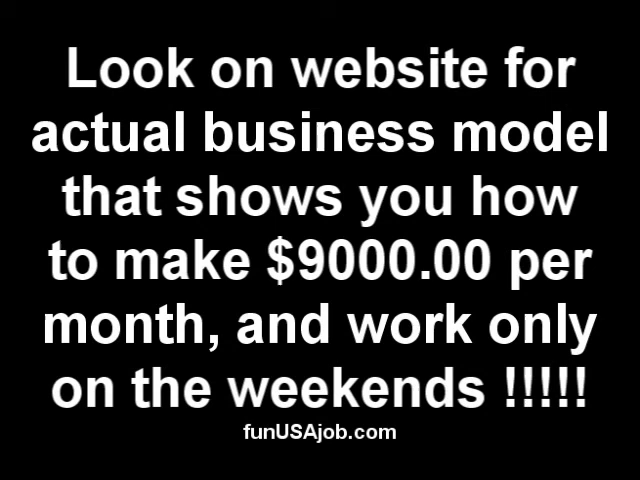 Look on website for
actual business model
that shows you how
to make $9000.00 per
month, and work only
on the weekends !!!!!
funUSAjob.com